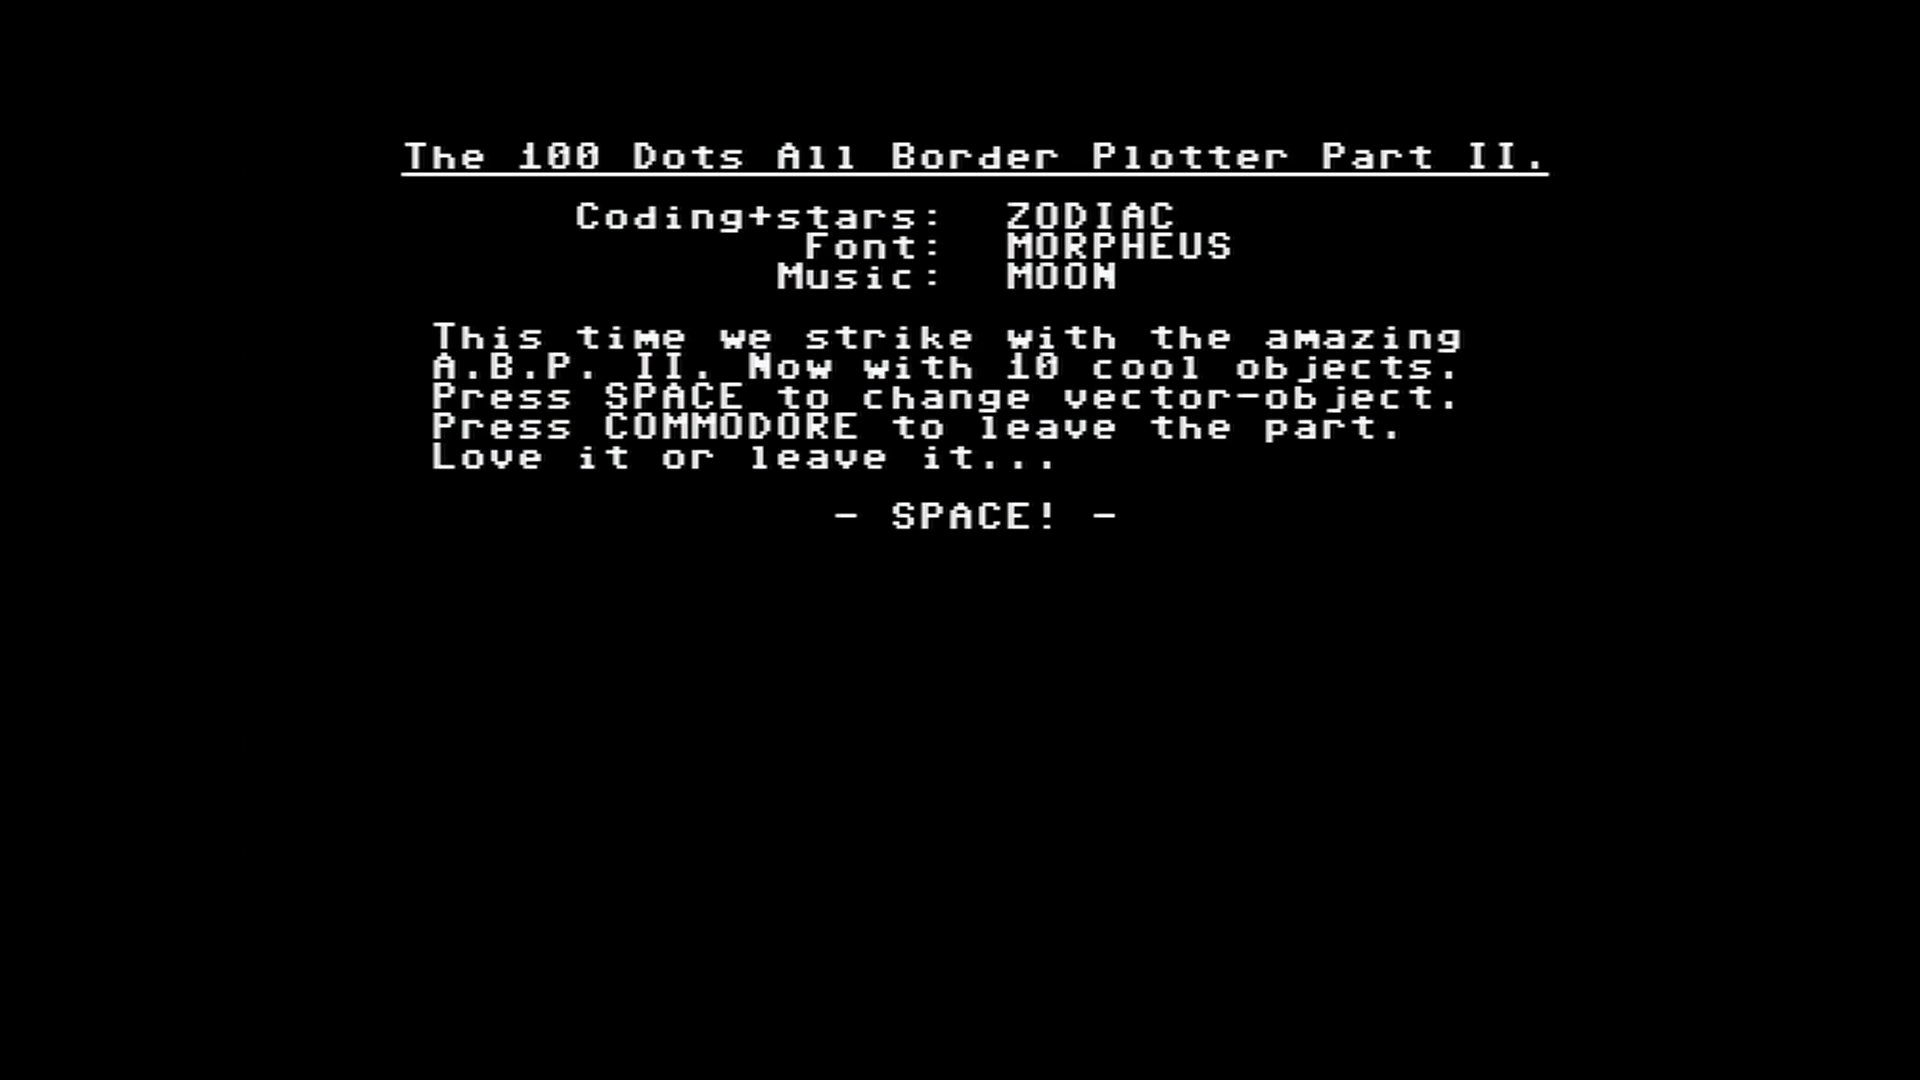 The 100 Dots All Border Plotter Part II.
Coding+stars: ZODIAC
Font: MORPHEUS
Music: MOON
This time we strike with the amazing
A.B.P. II. Now with 10 cool objects.
Press SPACE to change vector-object.
Press COMMODORE to leave the part.
Love it or leave it...
- SPACE! -